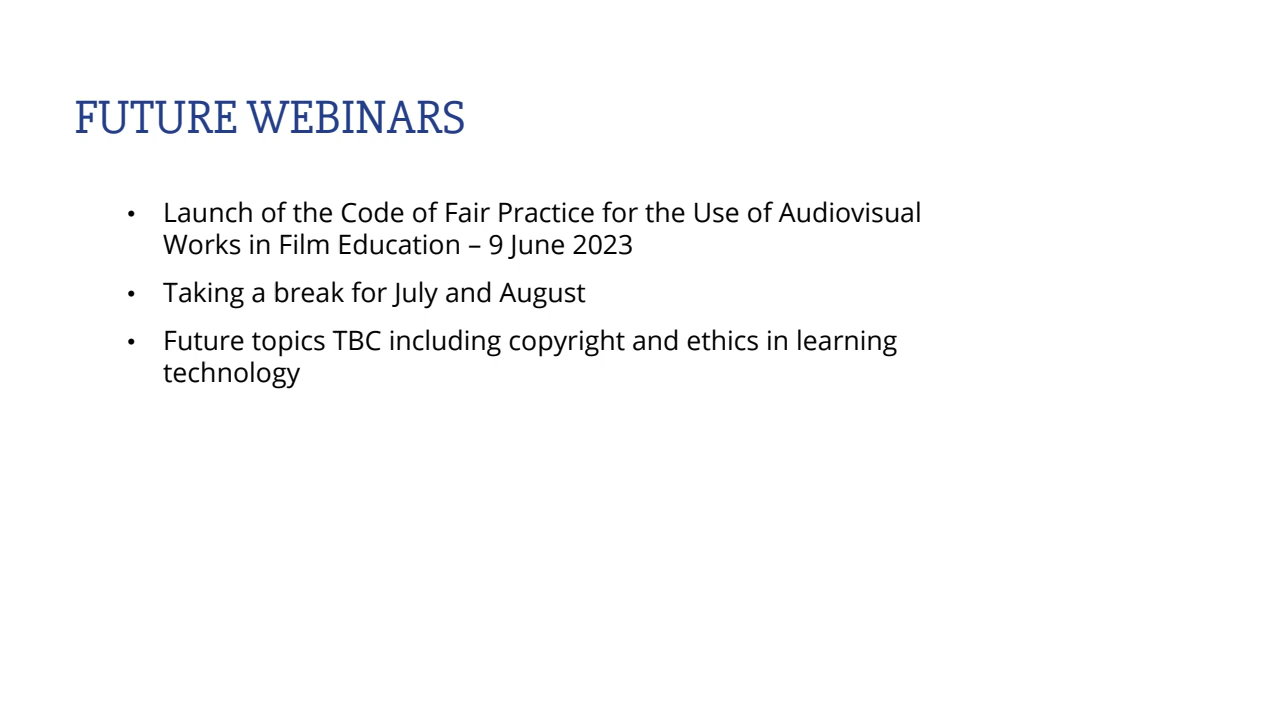 FUTURE WEBINARS
• Launch of the Code of Fair Practice for the Use of Audiovisual
Works in Film Education – 9 June 2023
• Taking a break for July and August
• Future topics TBC including copyright and ethics in learning
technology